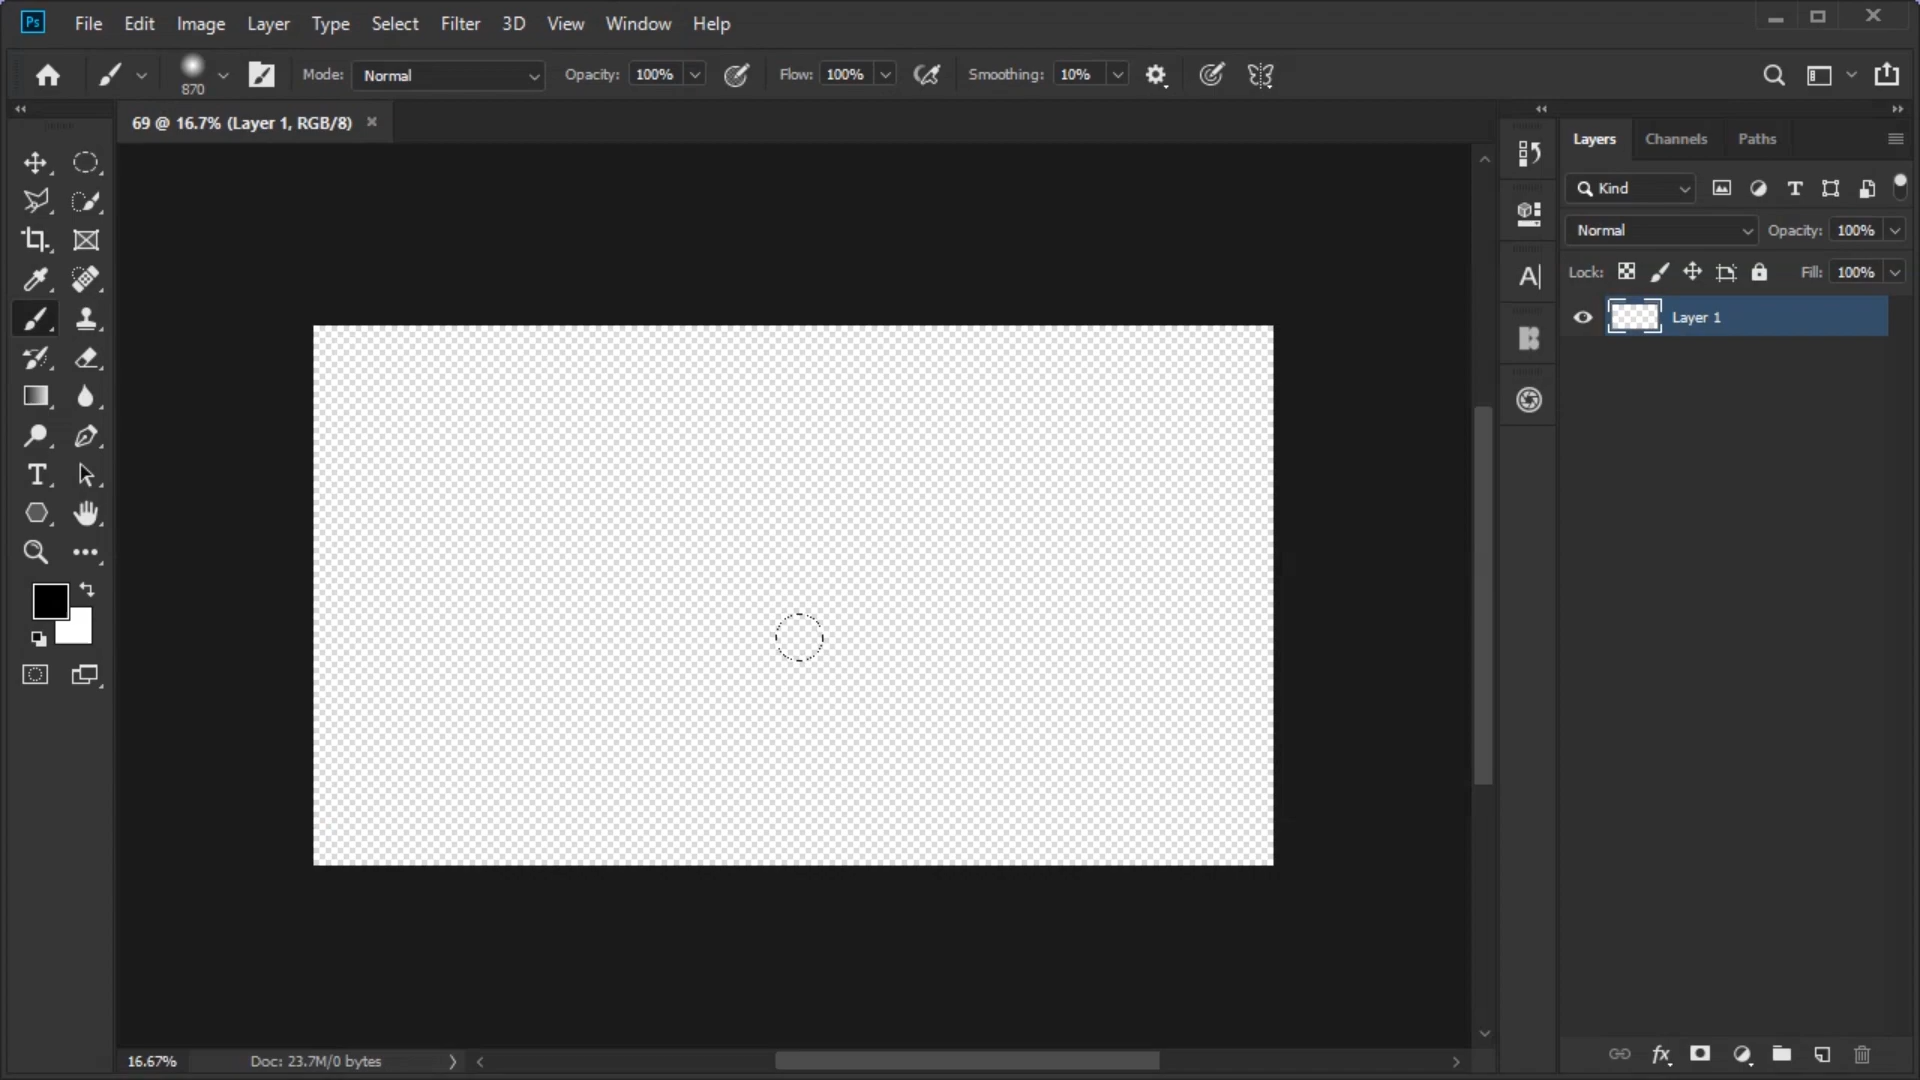 Ps File Edit Image Layer Type Select Filter 3D View Window Help
870 Mode: Normal Opacity: 100% Flow: 100% Smoothing: 10%
69 @ 16.7% (Layer 1, RGB/8) ×
Layers Channels Paths
Kind
Normal Opacity: 100%
Lock: Fill: 100%
Layer 1
16.67% Doc: 23.7M/0 bytes